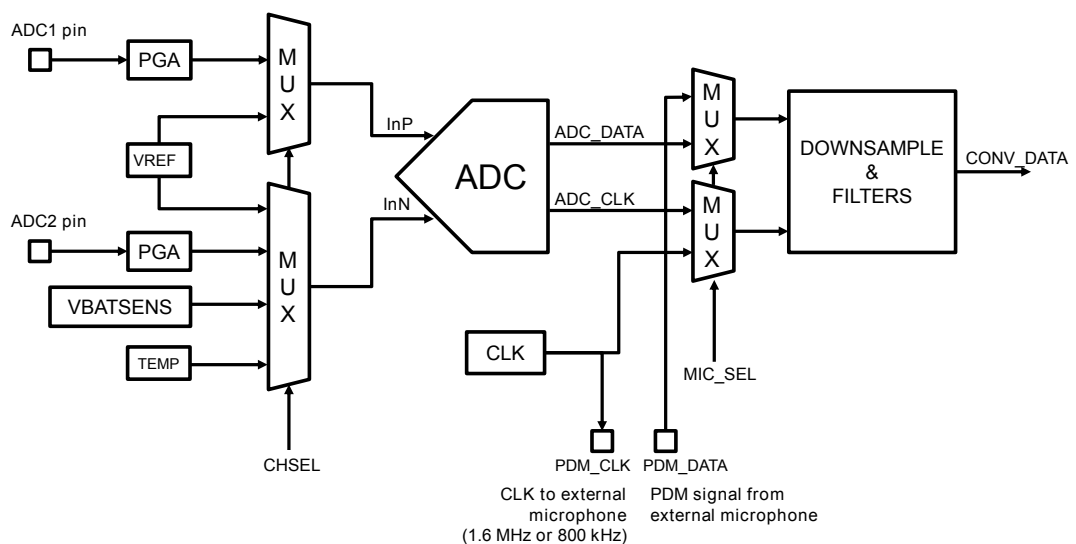 ADC1 pin
PGA
M
U
X
VREF
InP
ADC2 pin
PGA
VBATSENS
TEMP
M
U
X
InN
CHSEL
ADC
ADC_DATA
ADC_CLK
M
U
X
M
U
X
MIC_SEL
CLK
PDM_CLK
CLK to external
microphone
(1.6 MHz or 800 kHz)
PDM_DATA
PDM signal from
external microphone
DOWNSAMPLE
&
FILTERS
CONV_DATA